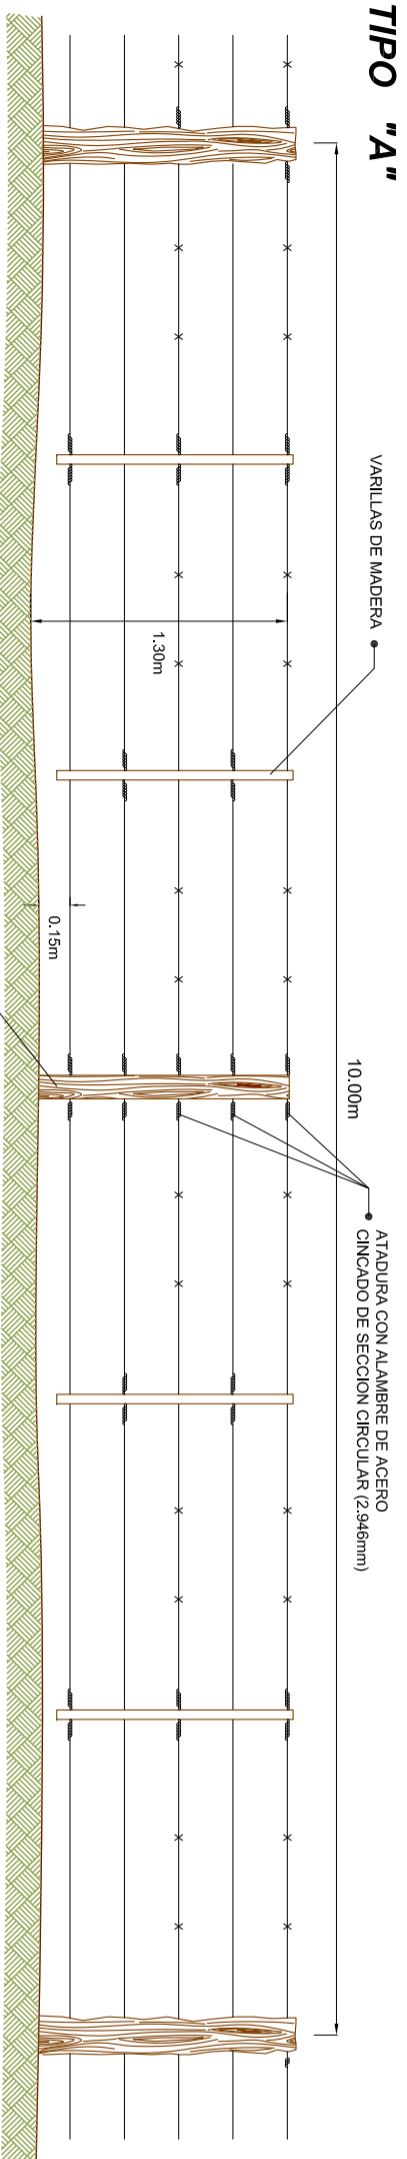 TIPO "A"
VARILLAS DE MADERA
1.30m
0.15m
10.00m
ATADURA CON ALAMBRE DE ACERO
CINCADO DE SECCION CIRCULAR (2.946mm)